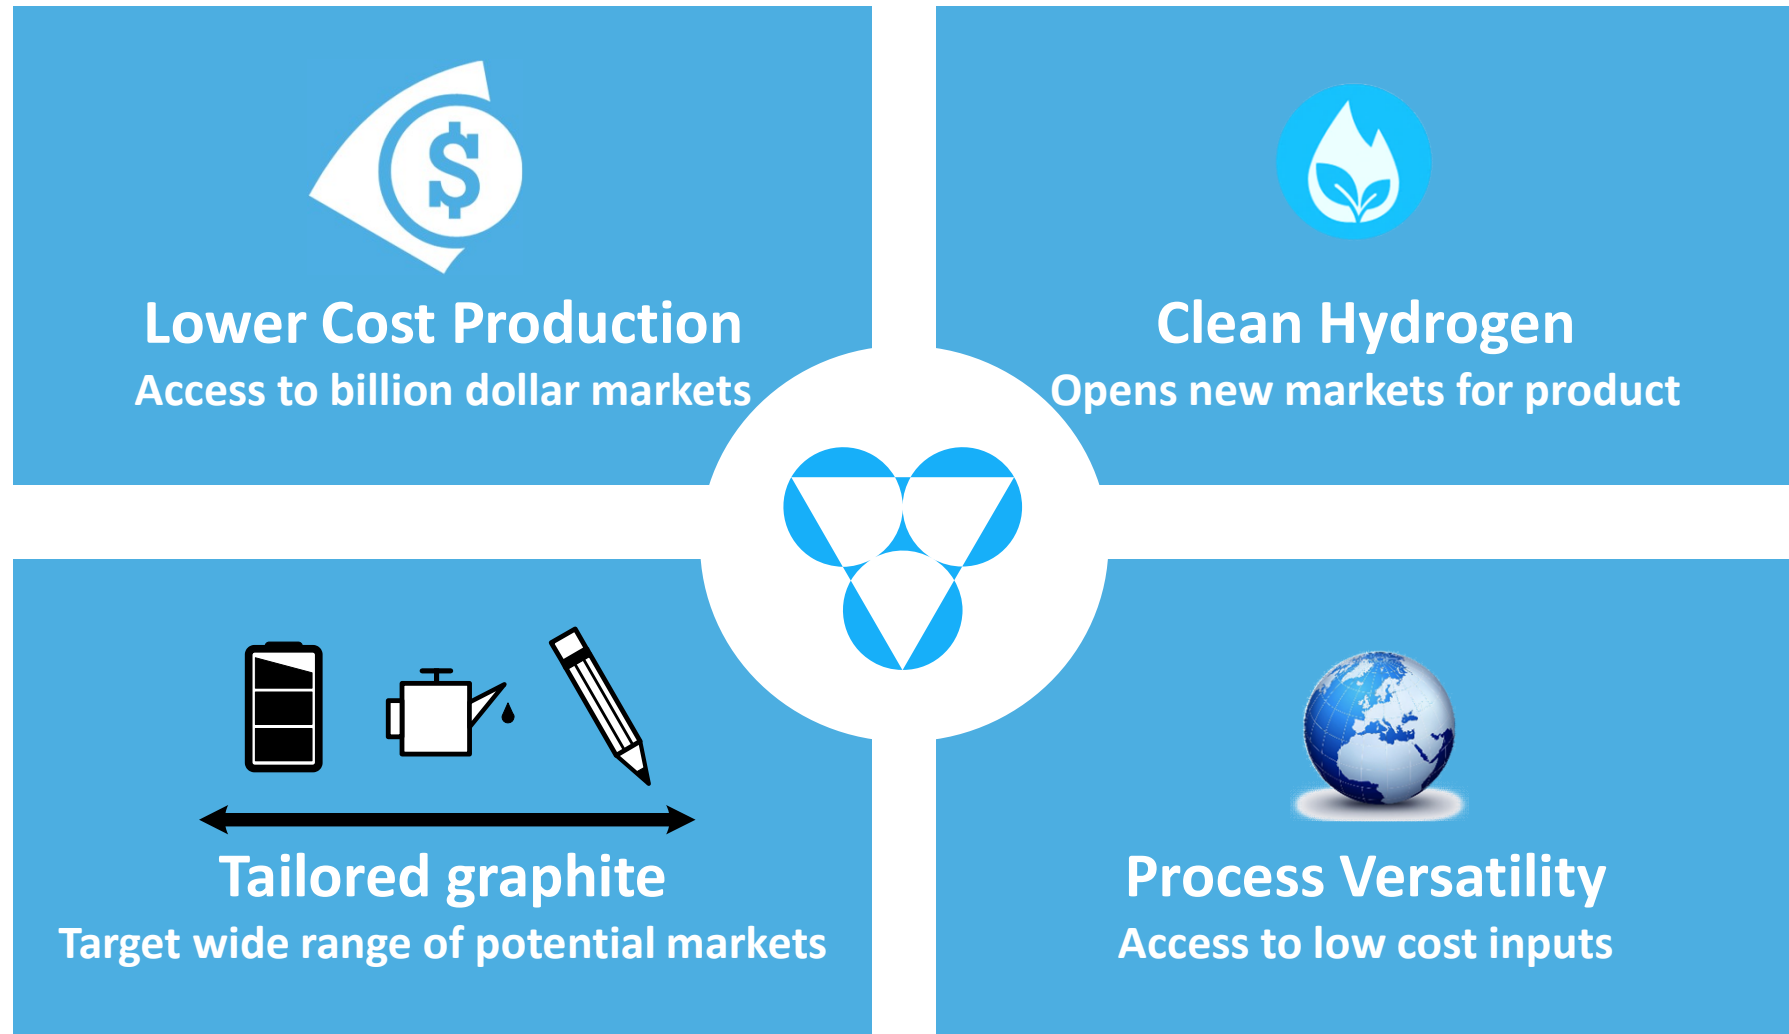 $
Lower Cost Production
Access to billion dollar markets
Clean Hydrogen
Opens new markets for product
Tailored graphite
Target wide range of potential markets
Process Versatility
Access to low cost inputs